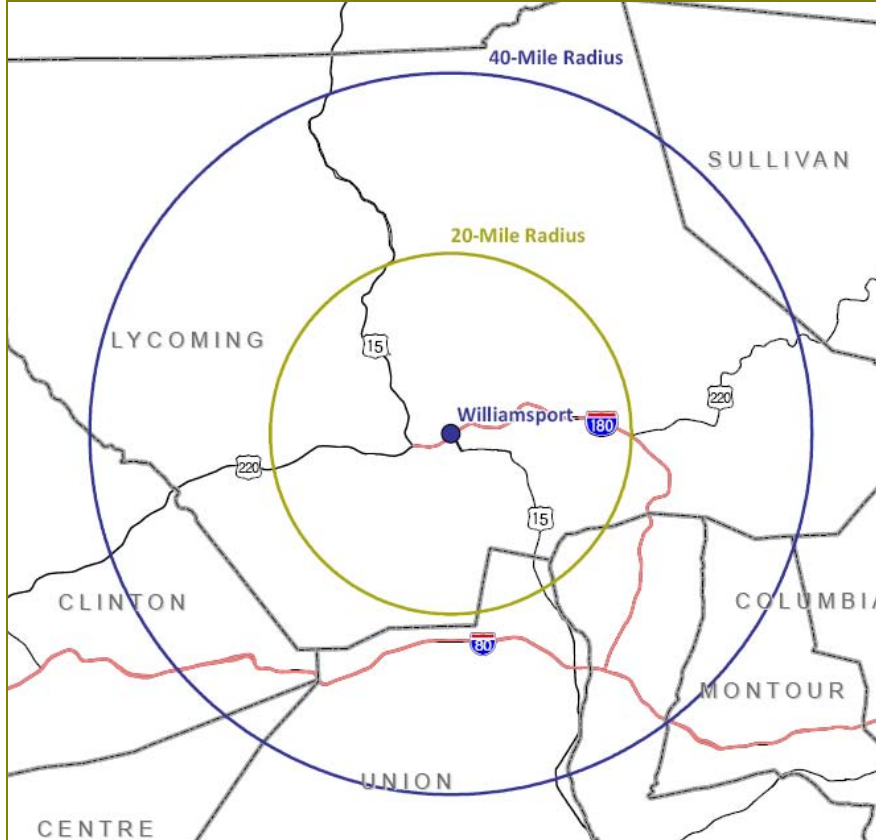 40-Mile Radius
SULLIVAN
20-Mile Radius
LYCOMING
15
220
Williamsport
180
220
15
CLINTON
COLUMBIA
80
MONTOUR
UNION
CENTRE